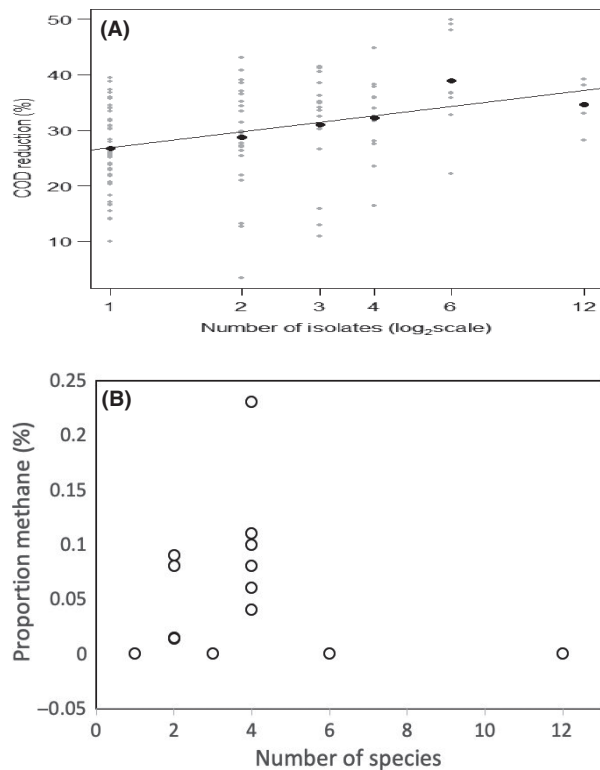 (A)
COD reduction (%)
50
40
30
20
10
1 2 3 4 6 12
Number of isolates (log₂scale)
(B)
Proportion methane (%)
0.25
0.2
0.15
0.1
0.05
0
−0.05
0 2 4 6 8 10 12
Number of species